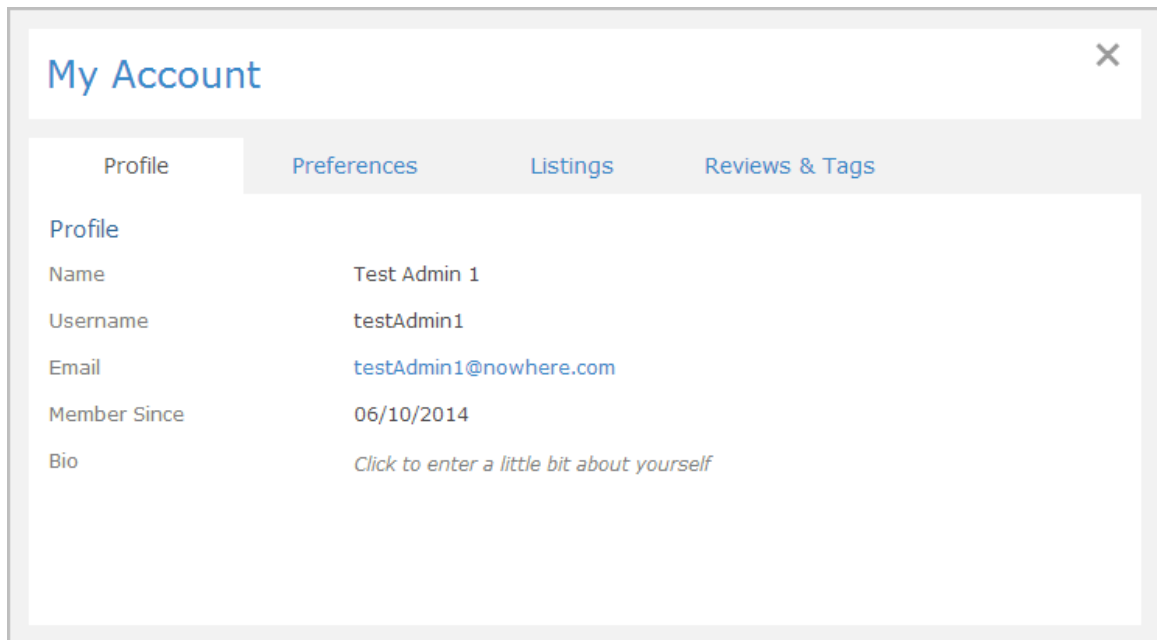 My Account
Profile Preferences Listings Reviews & Tags
Profile
Name Test Admin 1
Username testAdmin1
Email testAdmin1@nowhere.com
Member Since 06/10/2014
Bio Click to enter a little bit about yourself